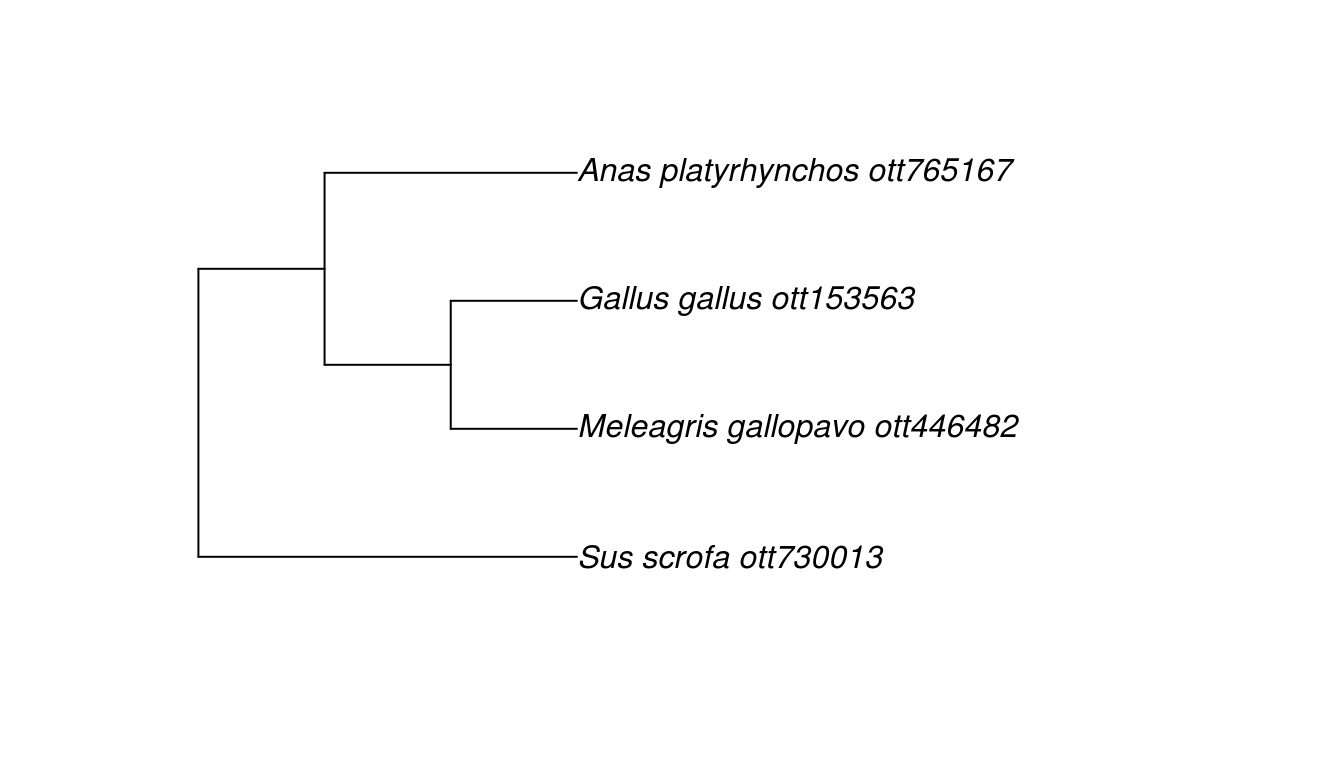 Anas platyrhynchos ott765167
Gallus gallus ott153563
Meleagris gallopavo ott446482
Sus scrofa ott730013